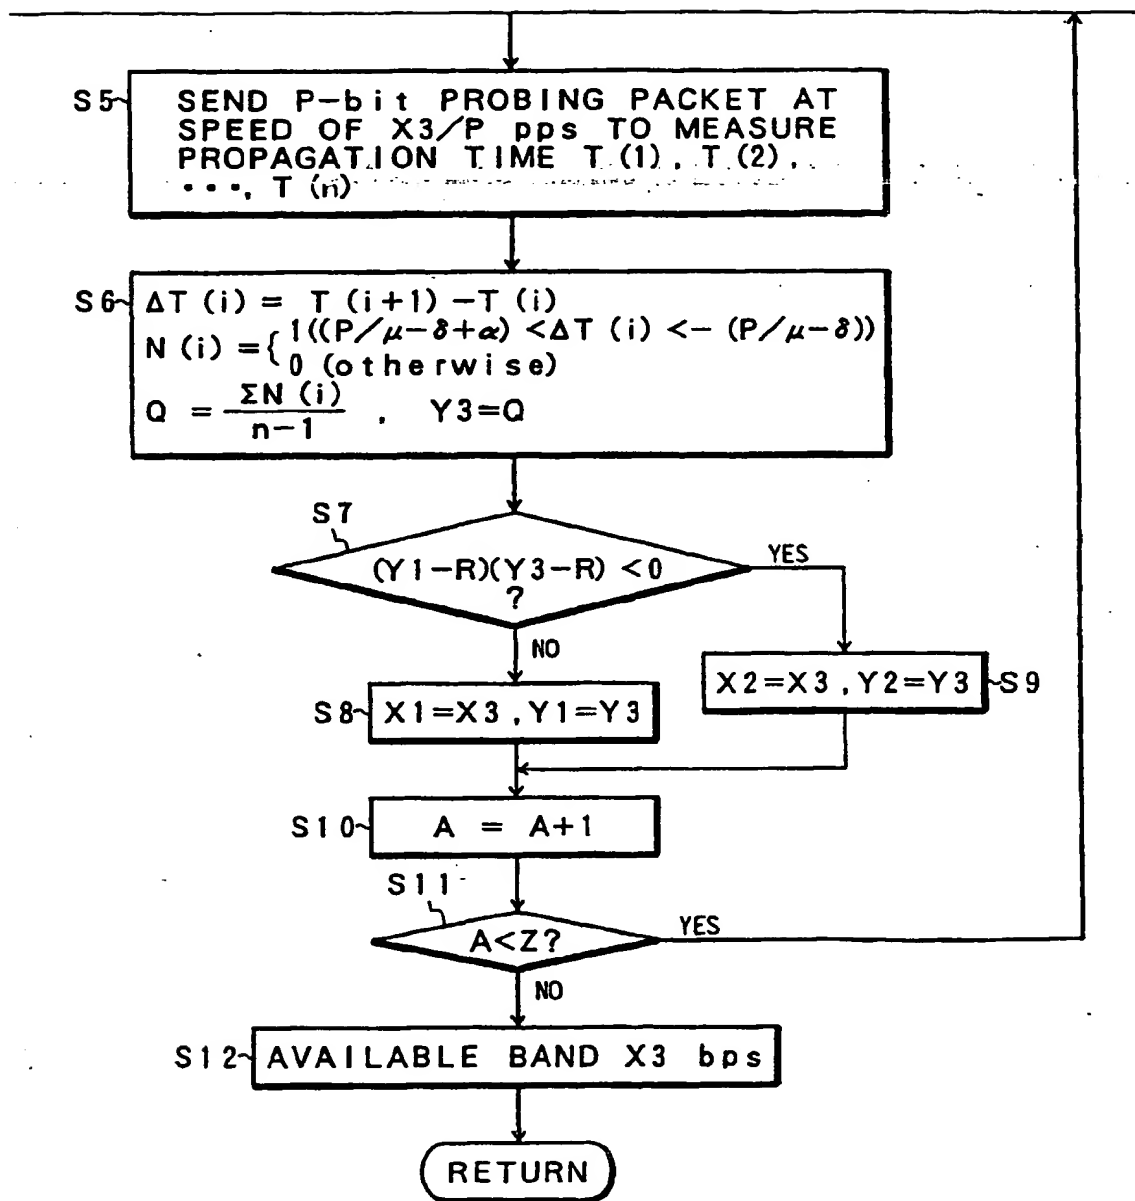 S5
SEND P-bit PROBING PACKET AT
SPEED OF X3/P pps TO MEASURE
PROPAGATION TIME T(1), T(2),
•••, T(n)
S6
ΔT(i) = T(i+1)-T(i)
N(i)={1((P/μ-δ+α)<ΔT(i)<-(P/μ-δ))
0 (otherwise)
Q = ΣN(i)/n-1 , Y3=Q
S7
(Y1-R)(Y3-R)<0
?
YES
NO
S8
X1=X3, Y1=Y3
X2=X3, Y2=Y3
S9
S10
A = A+1
S11
A<Z?
YES
NO
S12
AVAILABLE BAND X3 bps
RETURN